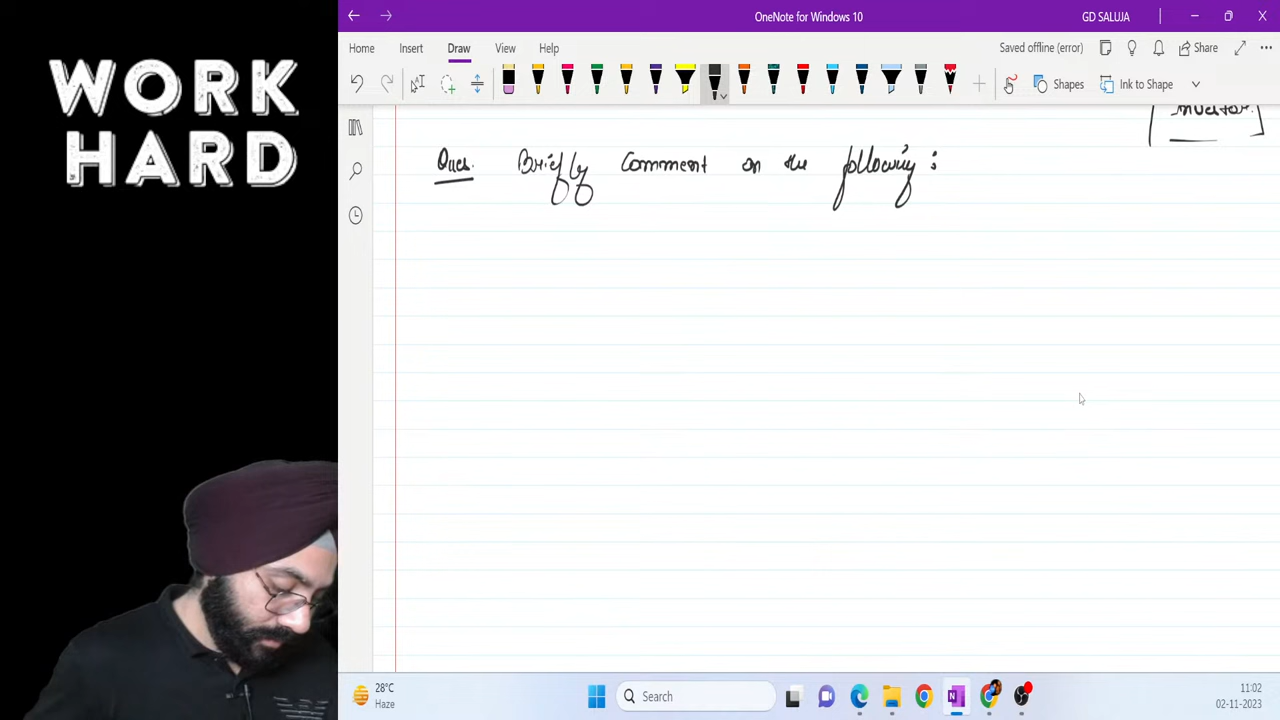 WORK
HARD
OneNote for Windows 10
GD SALUJA
Home Insert Draw View Help
Saved offline (error)
Share
Shapes
Ink to Shape
Ques. Briefly Comment on the following :
28°C
Haze
Search
11:02
02-11-2023